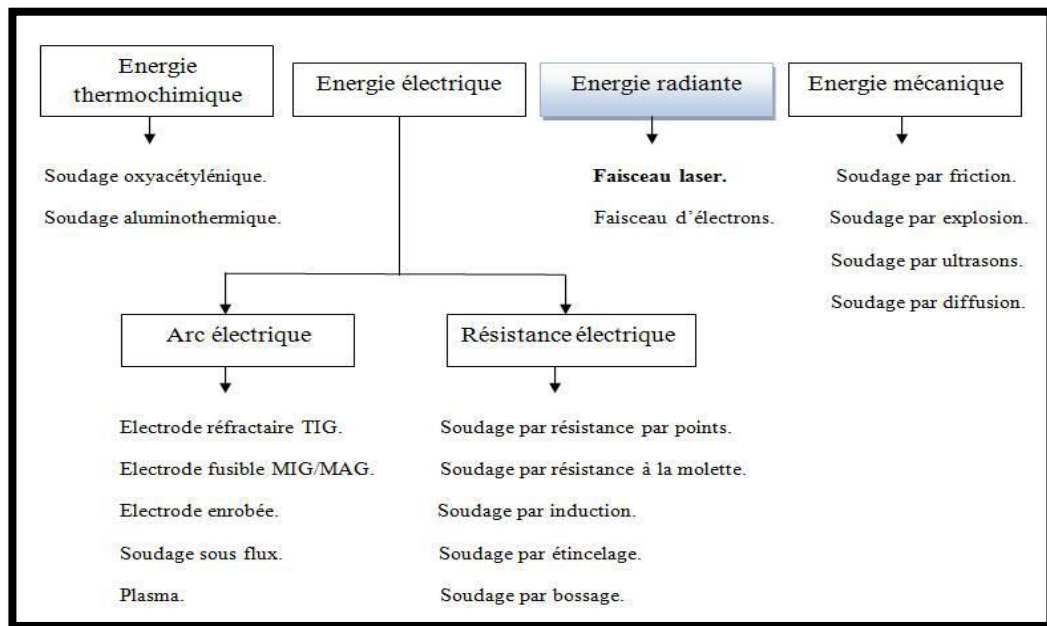 Energie
thermochimique
Energie électrique
Energie radiante
Energie mécanique
Soudage oxyacétylénique.
Soudage aluminothermique.
Faisceau laser.
Faisceau d’électrons.
Soudage par friction.
Soudage par explosion.
Soudage par ultrasons.
Soudage par diffusion.
Arc électrique
Résistance électrique
Electrode réfractaire TIG.
Electrode fusible MIG/MAG.
Electrode enrobée.
Soudage sous flux.
Plasma.
Soudage par résistance par points.
Soudage par résistance à la molette.
Soudage par induction.
Soudage par étincelage.
Soudage par bossage.